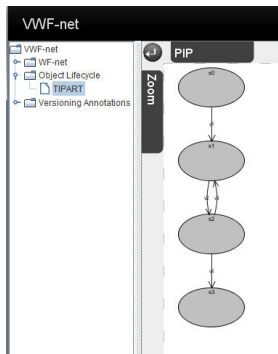 VWF-net
VWF-net
WF-net
Object Lifecycle
TIPART
Versioning Annotations
PIP
Zoom
s0
s1
s2
s3